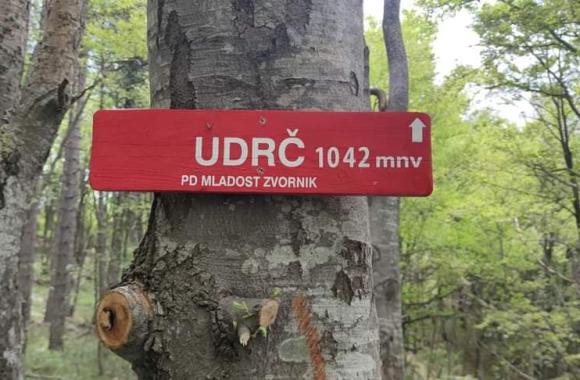 UDRČ 1042 mnv
PD MLADOST ZVORNIK